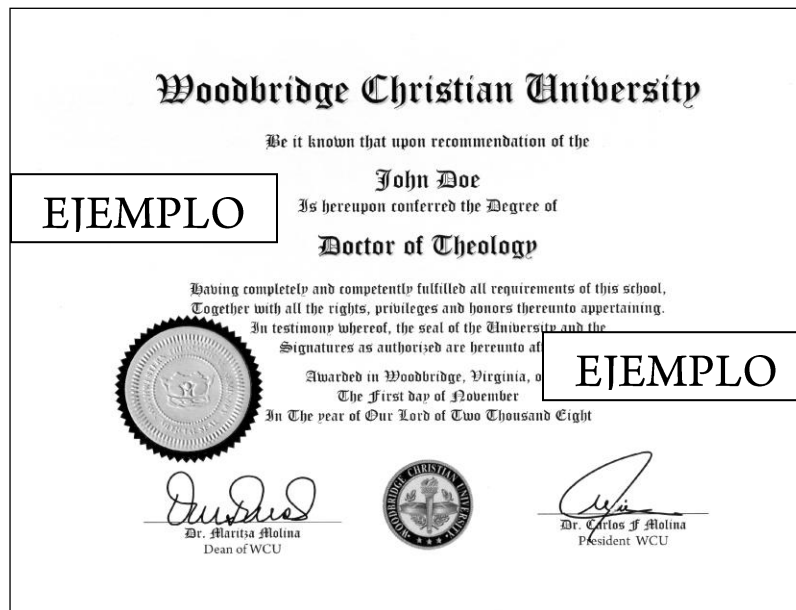 Woodbridge Christian University
Be it known that upon recommendation of the
John Doe
Is hereupon conferred the Degree of
EJEMPLO
Doctor of Theology
Having completely and competently fulfilled all requirements of this school,
Together with all the rights, privileges and honors thereunto appertaining.
In testimony whereof, the seal of the University and the
Signatures as authorized are hereunto
EJEMPLO
Awarded in Woodbridge, Virginia,
The First day of November
In The year of Our Lord of Two Thousand Eight
WOODBRIDGE CHRISTIAN UNIVERSITY
Dr. Maritza Molina
Dean of WCU
Dr. Carlos F Molina
President WCU